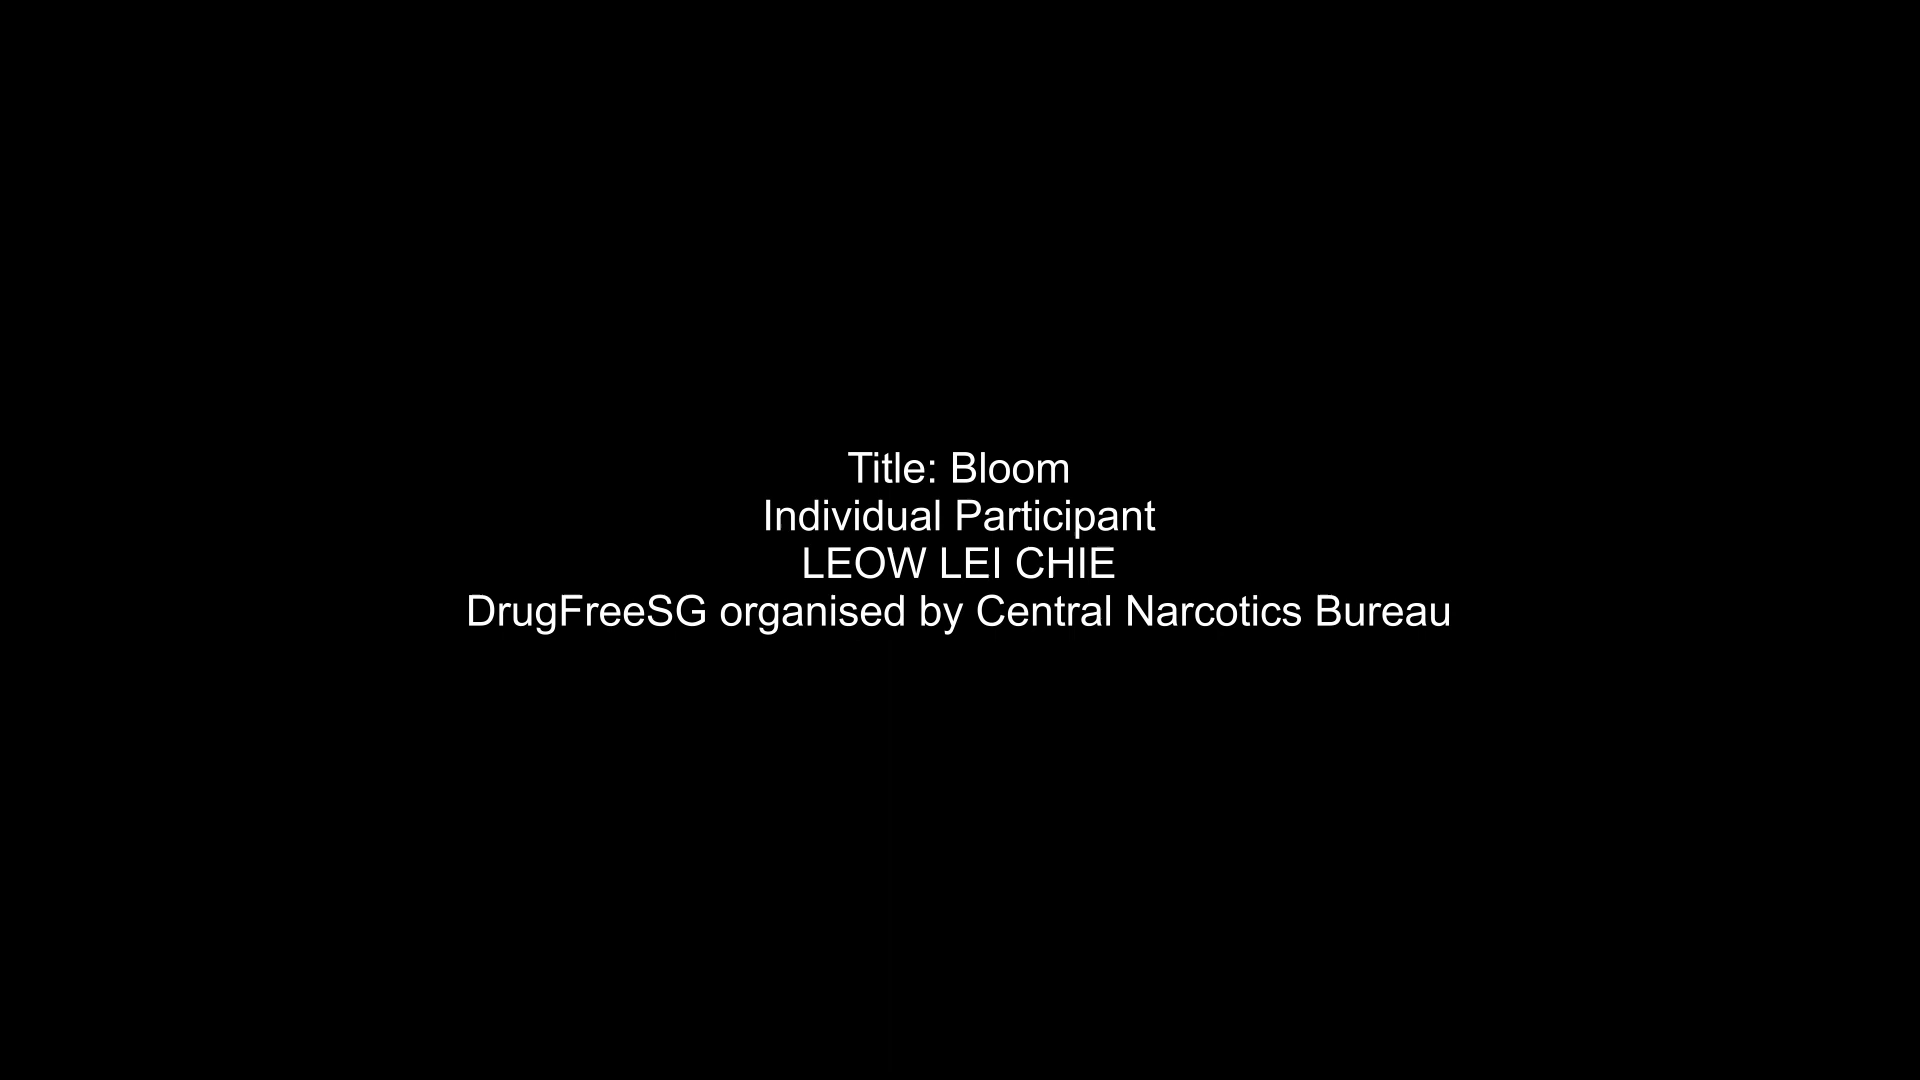 Title: Bloom
Individual Participant
LEOW LEI CHIE
DrugFreeSG organised by Central Narcotics Bureau